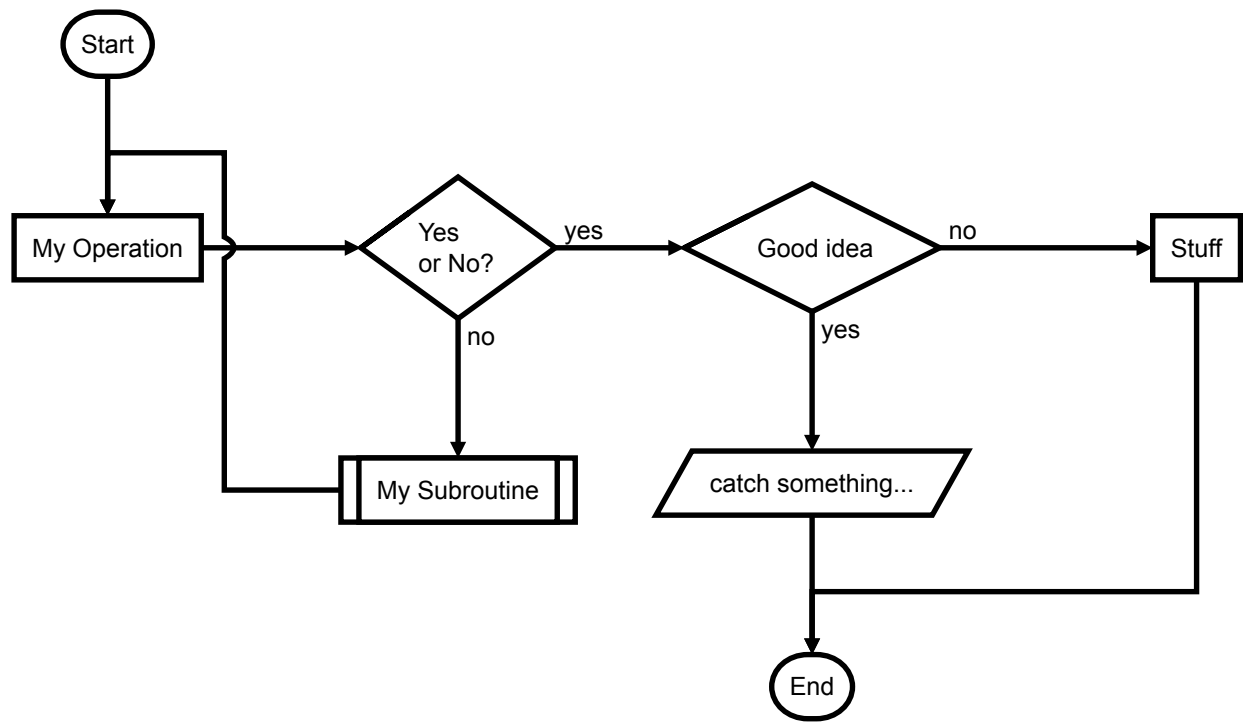 Start
My Operation
Yes
or No?
yes
Good idea
no
Stuff
no
yes
My Subroutine
catch something...
End